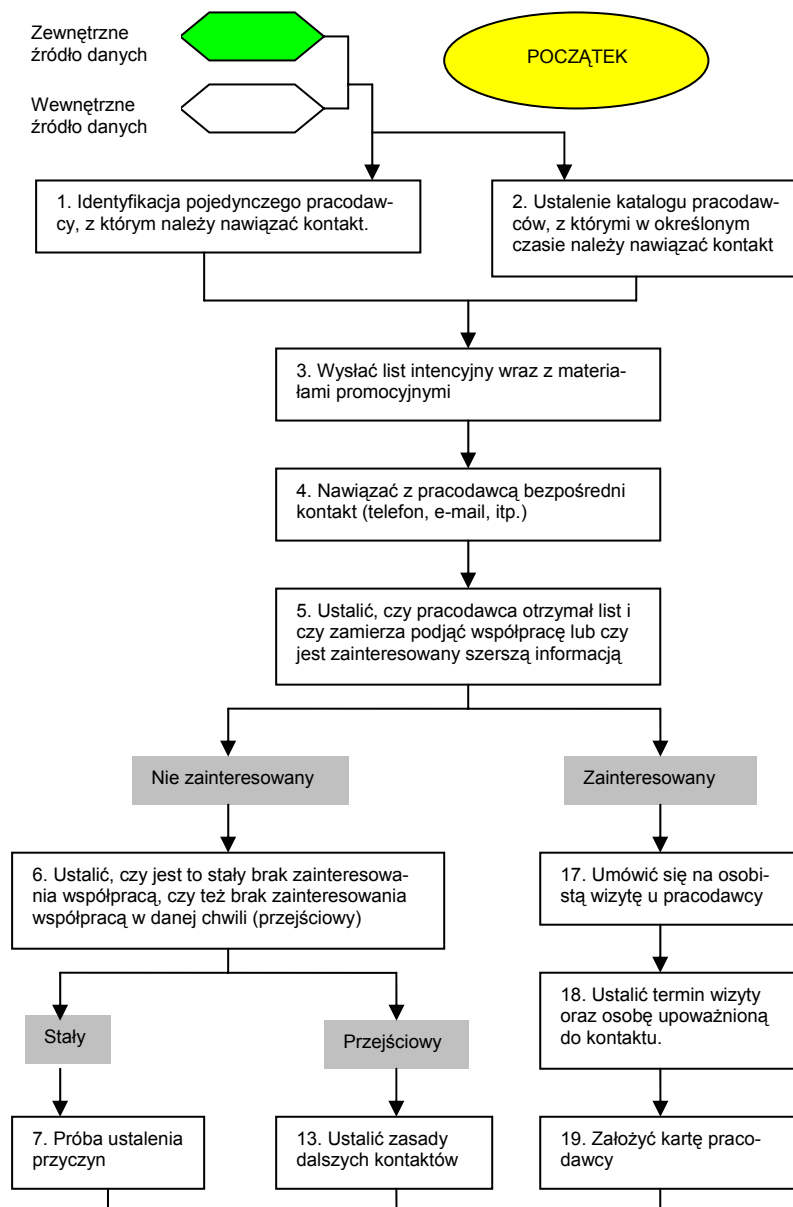 Zewnętrzne
źródło danych
POCZĄTEK
Wewnętrzne
źródło danych
1. Identyfikacja pojedynczego pracodaw-
cy, z którym należy nawiązać kontakt.
2. Ustalenie katalogu pracodaw-
ców, z którymi w określonym
czasie należy nawiązać kontakt
3. Wysłać list intencyjny wraz z materia-
łami promocyjnymi
4. Nawiązać z pracodawcą bezpośredni
kontakt (telefon, e-mail, itp.)
5. Ustalić, czy pracodawca otrzymał list i
czy zamierza podjąć współpracę lub czy
jest zainteresowany szerszą informacją
Nie zainteresowany
Zainteresowany
6. Ustalić, czy jest to stały brak zainteresowa-
nia współpracą, czy też brak zainteresowania
współpracą w danej chwili (przejściowy)
17. Umówić się na osobi-
stą wizytę u pracodawcy
18. Ustalić termin wizyty
oraz osobę upoważnioną
do kontaktu.
Stały
Przejściowy
7. Próba ustalenia
przyczyn
13. Ustalić zasady
dalszych kontaktów
19. Założyć kartę praco-
dawcy